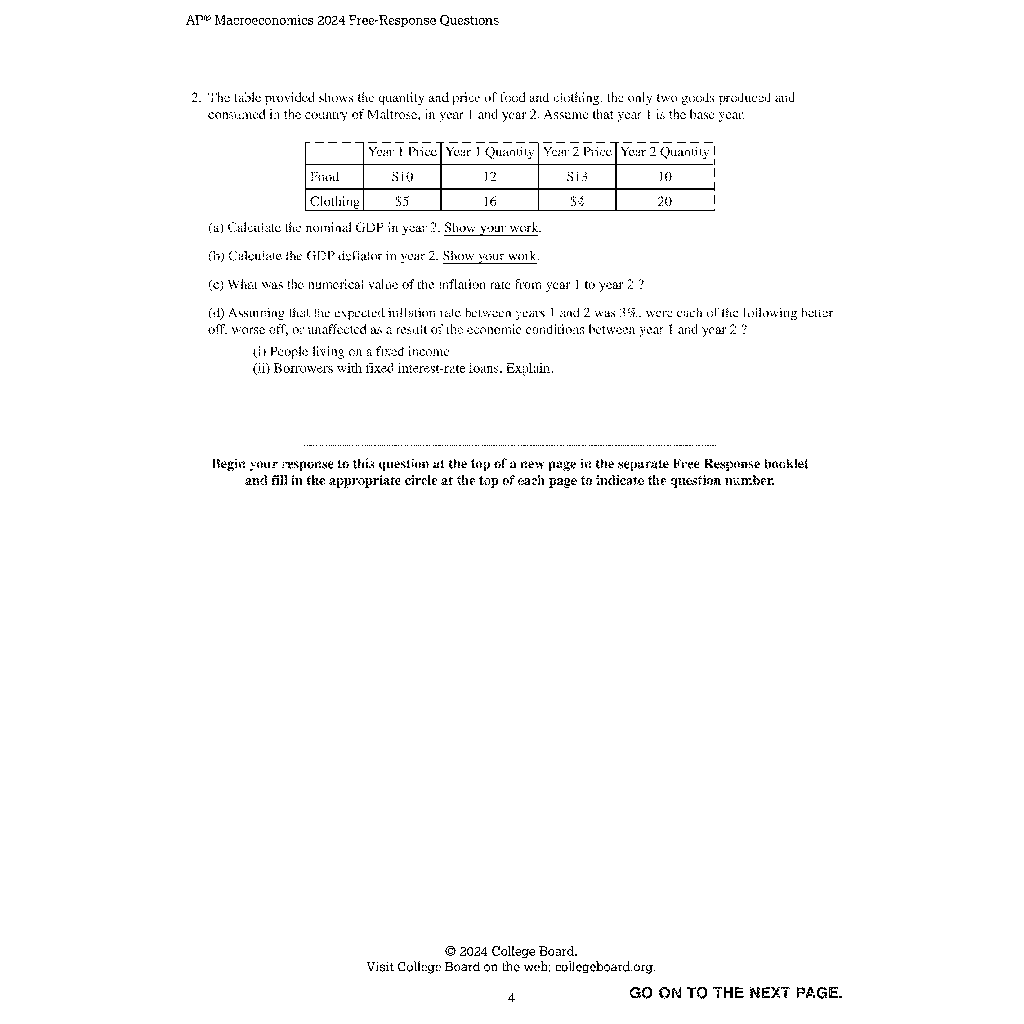 AP® Macroeconomics 2024 Free-Response Questions
2. The table provided shows the quantity and price of food and clothing, the only two goods produced and
consumed in the country of Maltrose, in year 1 and year 2. Assume that year 1 is the base year.
Year 1 Price Year 1 Quantity Year 2 Price Year 2 Quantity
Food $10 12 $13 10
Clothing $5 16 $4 20
(a) Calculate the nominal GDP in year 2. Show your work.
(b) Calculate the GDP deflator in year 2. Show your work.
(c) What was the numerical value of the inflation rate from year 1 to year 2 ?
(d) Assuming that the expected inflation rate between years 1 and 2 was 3%, were each of the following better
off, worse off, or unaffected as a result of the economic conditions between year 1 and year 2 ?
(i) People living on a fixed income
(ii) Borrowers with fixed interest-rate loans. Explain.
Begin your response to this question at the top of a new page in the separate Free Response booklet
and fill in the appropriate circle at the top of each page to indicate the question number.
© 2024 College Board.
Visit College Board on the web: collegeboard.org.
4
GO ON TO THE NEXT PAGE.